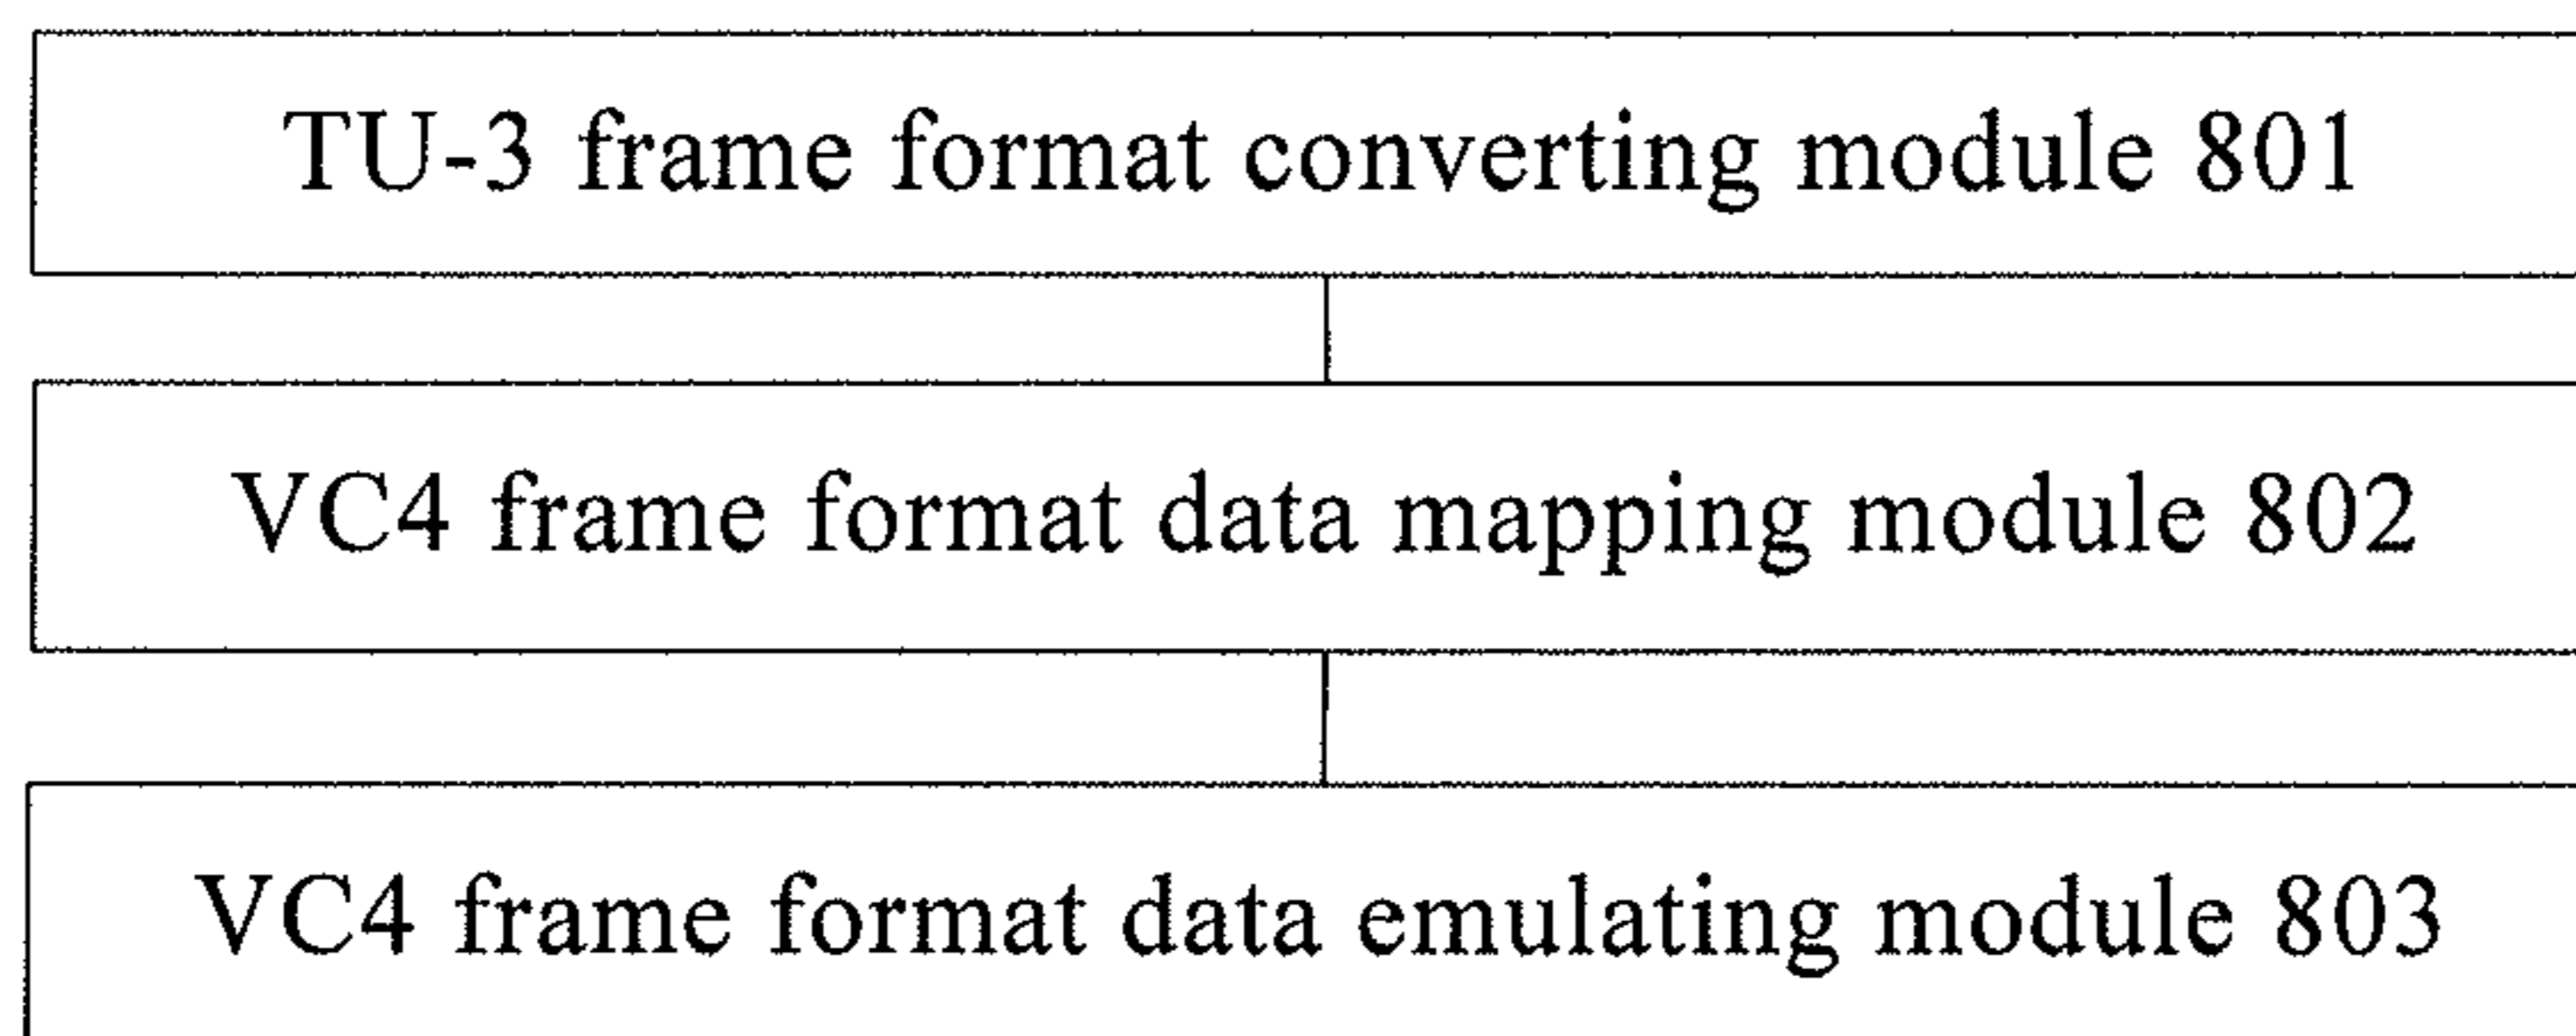 TU-3 frame format converting module 801
VC4 frame format data mapping module 802
VC4 frame format data emulating module 803